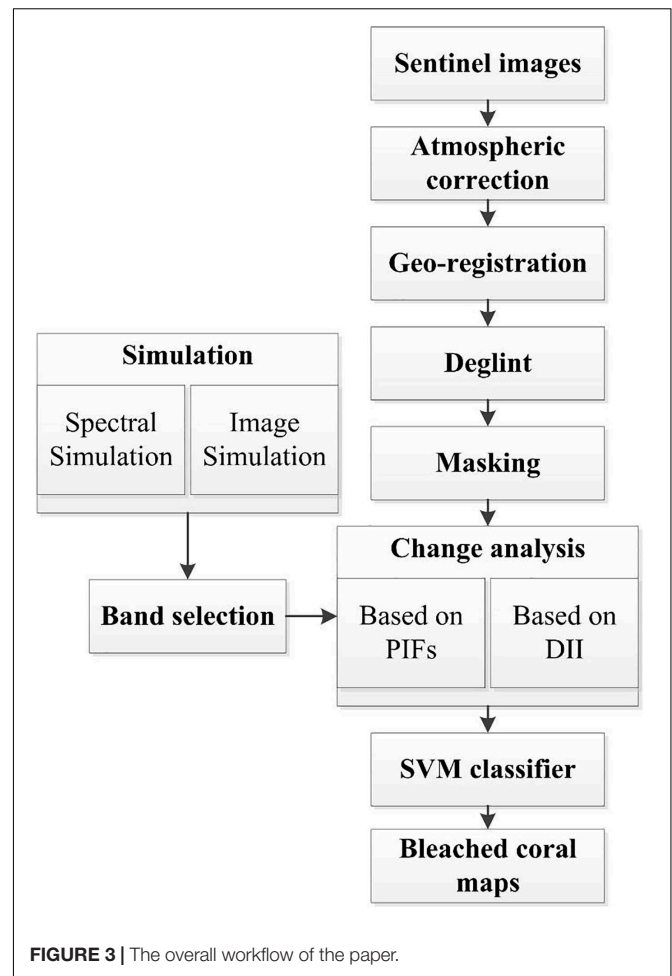 Sentinel images
Atmospheric
correction
Geo-registration
Deglint
Masking
Simulation
Spectral
Simulation
Image
Simulation
Band selection
Change analysis
Based on
PIFs
Based on
DII
SVM classifier
Bleached coral
maps
FIGURE 3 | The overall workflow of the paper.